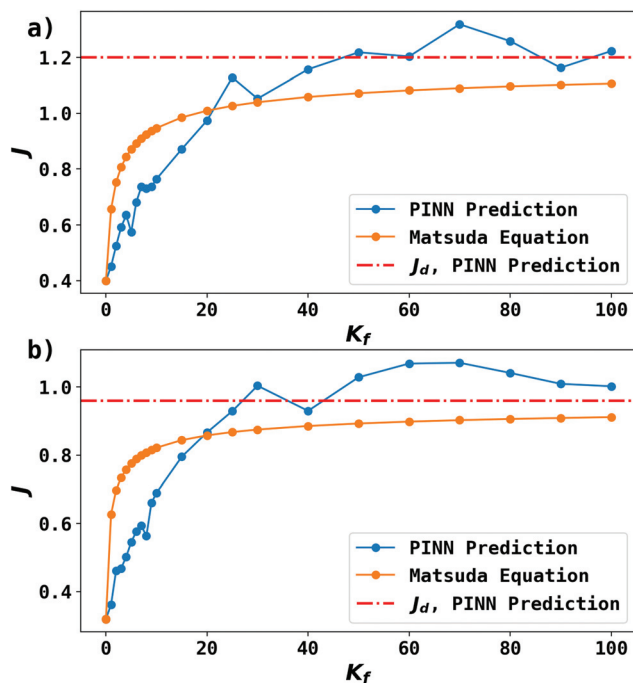 a)
1.2
1.0
0.8
0.6
0.4
J
PINN Prediction
Matsuda Equation
J_d, PINN Prediction
0 20 40 60 80 100
K_f
b)
1.0
0.8
0.6
0.4
J
PINN Prediction
Matsuda Equation
J_d, PINN Prediction
0 20 40 60 80 100
K_f